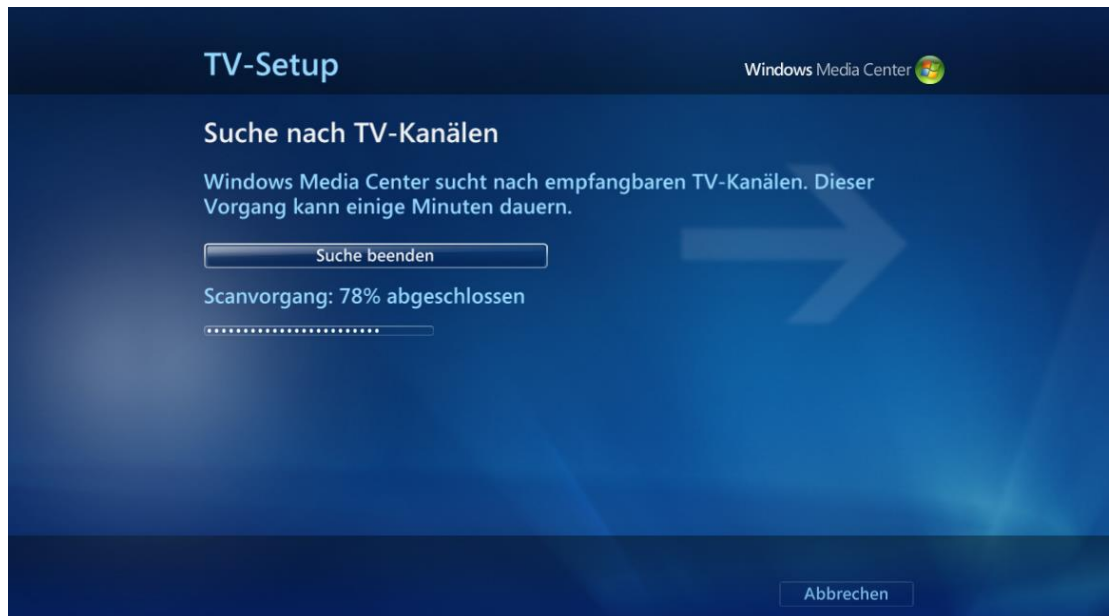 TV-Setup
Windows Media Center
Suche nach TV-Kanälen
Windows Media Center sucht nach empfangbaren TV-Kanälen. Dieser
Vorgang kann einige Minuten dauern.
Suche beenden
Scanvorgang: 78% abgeschlossen
Abbrechen